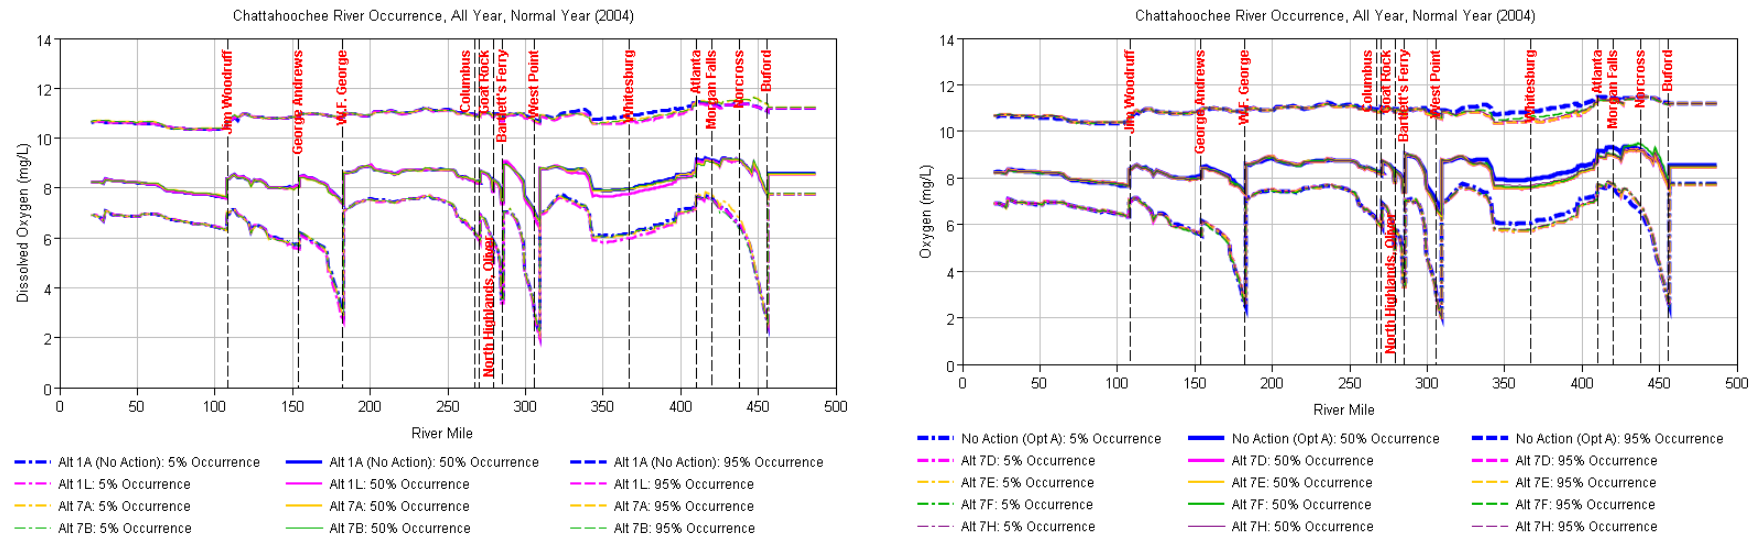 Chattahoochee River Occurrence, All Year, Normal Year (2004)
14
12
10
8
6
4
2
0
Dissolved Oxygen (mg/L)
Jim Woodruff
George Andrews
W.F. George
Columbus
Goat Rock
North Highlands, Oliver
Bartlett's Ferry
West Point
Whitesburg
Atlanta
Morgan Falls
Norcross
Buford
0 50 100 150 200 250 300 350 400 450 500
River Mile
Alt 1A (No Action): 5% Occurrence Alt 1A (No Action): 50% Occurrence Alt 1A (No Action): 95% Occurrence
Alt 1L: 5% Occurrence Alt 1L: 50% Occurrence Alt 1L: 95% Occurrence
Alt 7A: 5% Occurrence Alt 7A: 50% Occurrence Alt 7A: 95% Occurrence
Alt 7B: 5% Occurrence Alt 7B: 50% Occurrence Alt 7B: 95% Occurrence
Chattahoochee River Occurrence, All Year, Normal Year (2004)
14
12
10
8
6
4
2
0
Oxygen (mg/L)
Jim Woodruff
George Andrews
W.F. George
Columbus
Goat Rock
North Highlands, Oliver
Bartlett's Ferry
West Point
Whitesburg
Atlanta
Morgan Falls
Norcross
Buford
0 50 100 150 200 250 300 350 400 450 500
River Mile
No Action (Opt A): 5% Occurrence No Action (Opt A): 50% Occurrence No Action (Opt A): 95% Occurrence
Alt 7D: 5% Occurrence Alt 7D: 50% Occurrence Alt 7D: 95% Occurrence
Alt 7E: 5% Occurrence Alt 7E: 50% Occurrence Alt 7E: 95% Occurrence
Alt 7F: 5% Occurrence Alt 7F: 50% Occurrence Alt 7F: 95% Occurrence
Alt 7H: 5% Occurrence Alt 7H: 50% Occurrence Alt 7H: 95% Occurrence